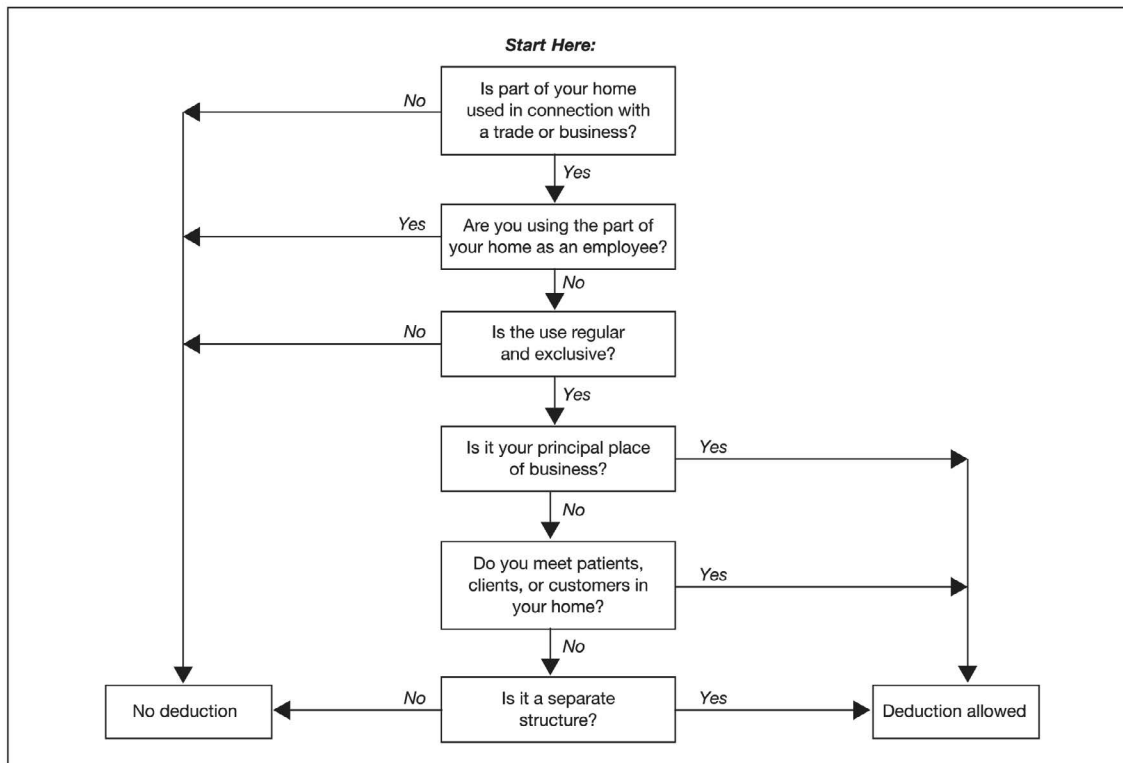 Start Here:
Is part of your home
used in connection with
a trade or business?
No
Yes
Are you using the part of
your home as an employee?
Yes
No
Is the use regular
and exclusive?
No
Yes
Is it your principal place
of business?
Yes
No
Do you meet patients,
clients, or customers in
your home?
Yes
No
Is it a separate
structure?
No
Yes
No deduction
Deduction allowed